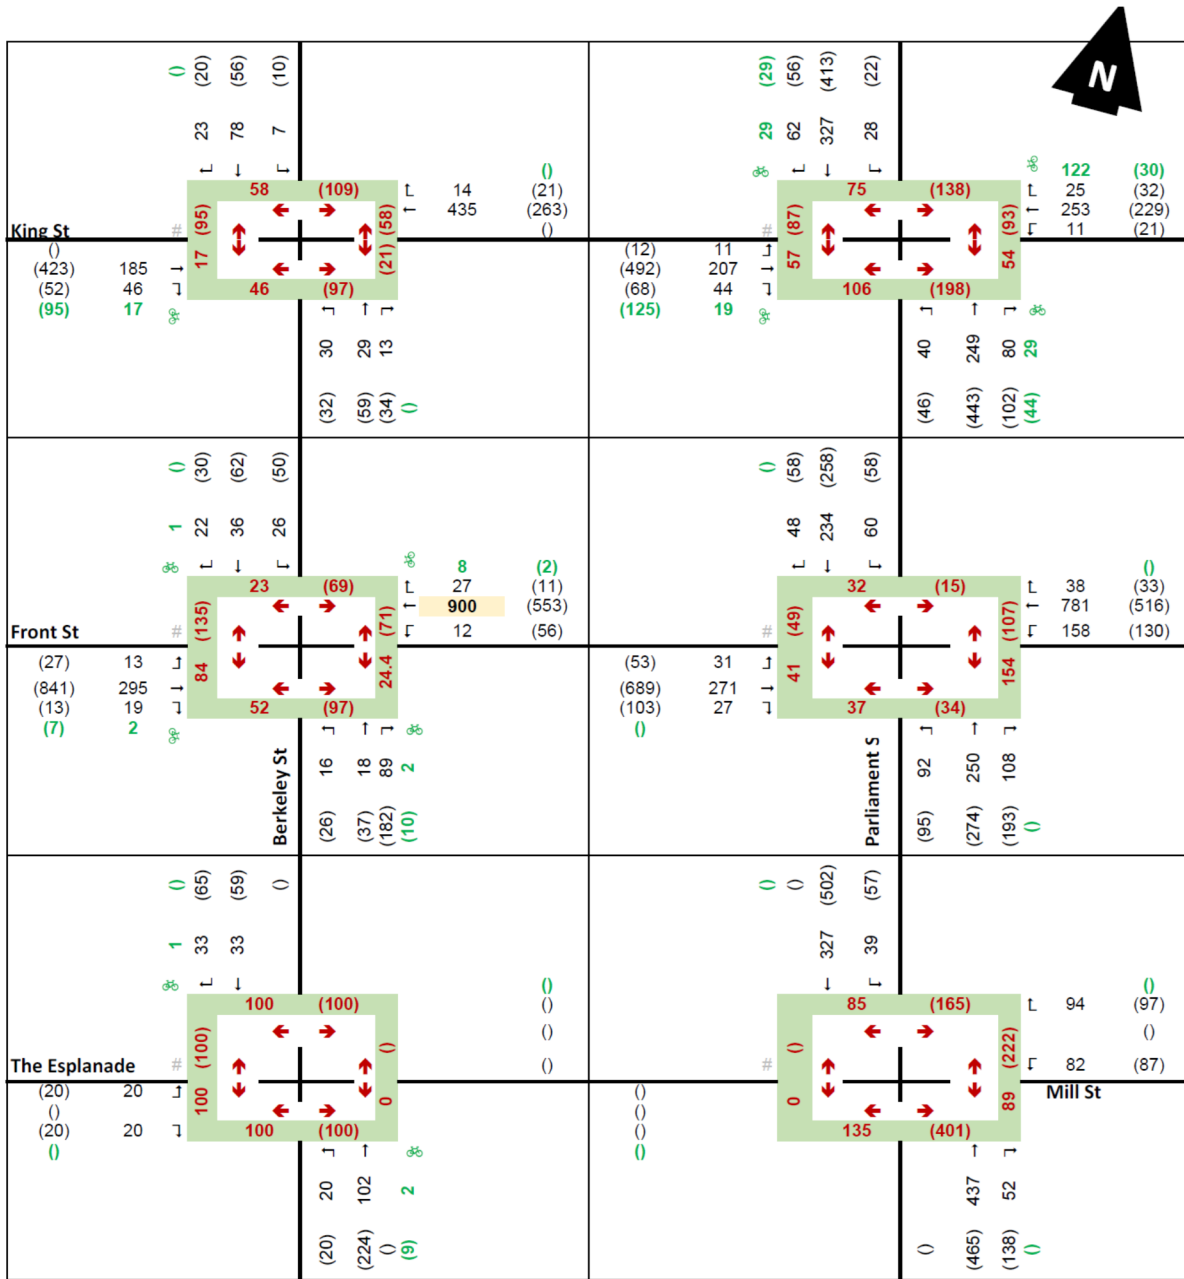 N
() (20) (56) (10)
23 78 7
()
14 (21)
435 (263)
()
58 (109)
17 (95)
(21) (58)
46 (97)
King St #
()
(423) 185
(52) 46
(95) 17
30 29 13
(32) (59) (34) ()
(29) (56) (413) (22)
29 62 327 28
122 (30)
25 (32)
253 (229)
11 (21)
75 (138)
57 (87)
54 (93)
106 (198)
#
(12) 11
(492) 207
(68) 44
(125) 19
40 249 80 29
(46) (443) (102) (44)
() (30) (62) (50)
1 22 36 26
8 (2)
27 (11)
900 (553)
12 (56)
23 (69)
84 (135)
24.4 (71)
52 (97)
Front St #
(27) 13
(841) 295
(13) 19
(7) 2
Berkeley St
16 18 89 2
(26) (37) (182) (10)
() (58) (258) (58)
48 234 60
()
38 (33)
781 (516)
158 (130)
32 (15)
41 (49)
154 (107)
37 (34)
#
(53) 31
(689) 271
(103) 27
()
Parliament S
92 250 108
(95) (274) (193) ()
() (65) (59) ()
1 33 33
()
()
()
()
100 (100)
100 (100)
0 ()
100 (100)
The Esplanade #
(20) 20
()
(20) 20
()
20 102 2
(20) (224) () (9)
() () (502) (57)
327 39
()
94 (97)
()
82 (87)
85 (165)
0 ()
89 (222)
135 (401)
#
Mill St
()
()
()
()
437 52
() (465) (138) ()